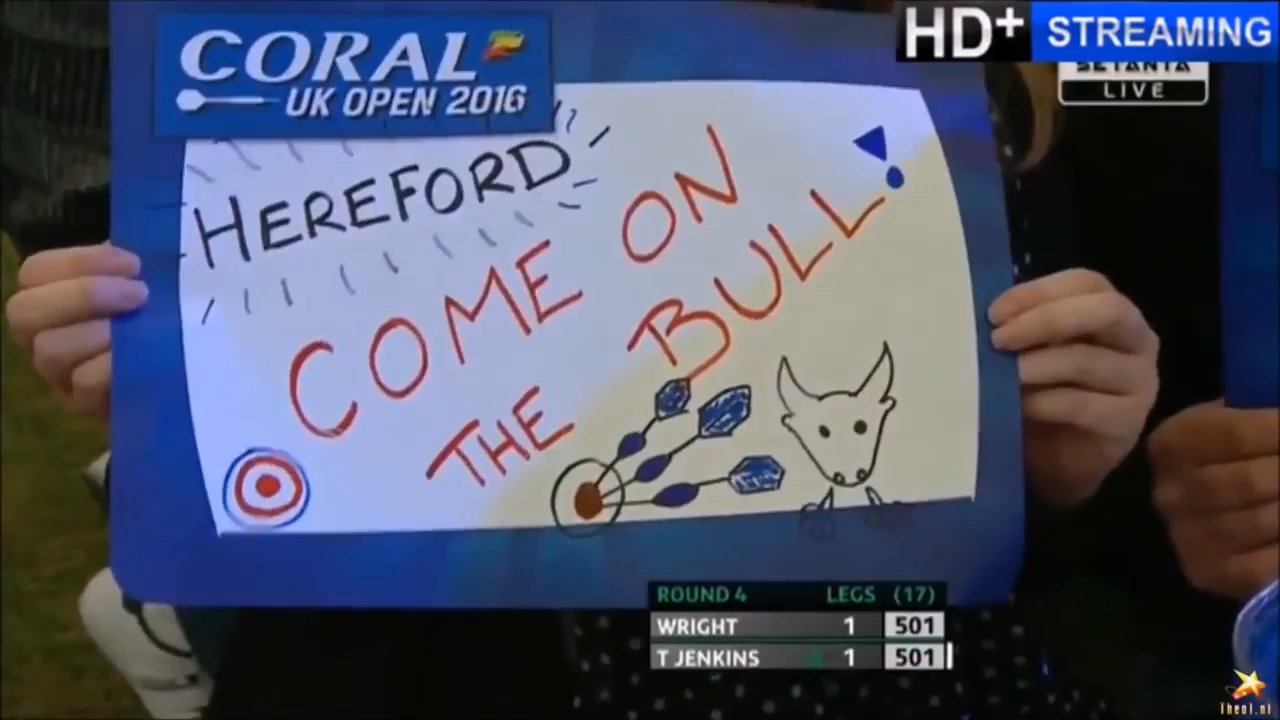 HD+ STREAMING
CORAL
UK OPEN 2016
SETANTA
LIVE
HEREFORD
COME ON
THE BULL!
ROUND 4 LEGS (17)
WRIGHT 1 501
T JENKINS 1 501